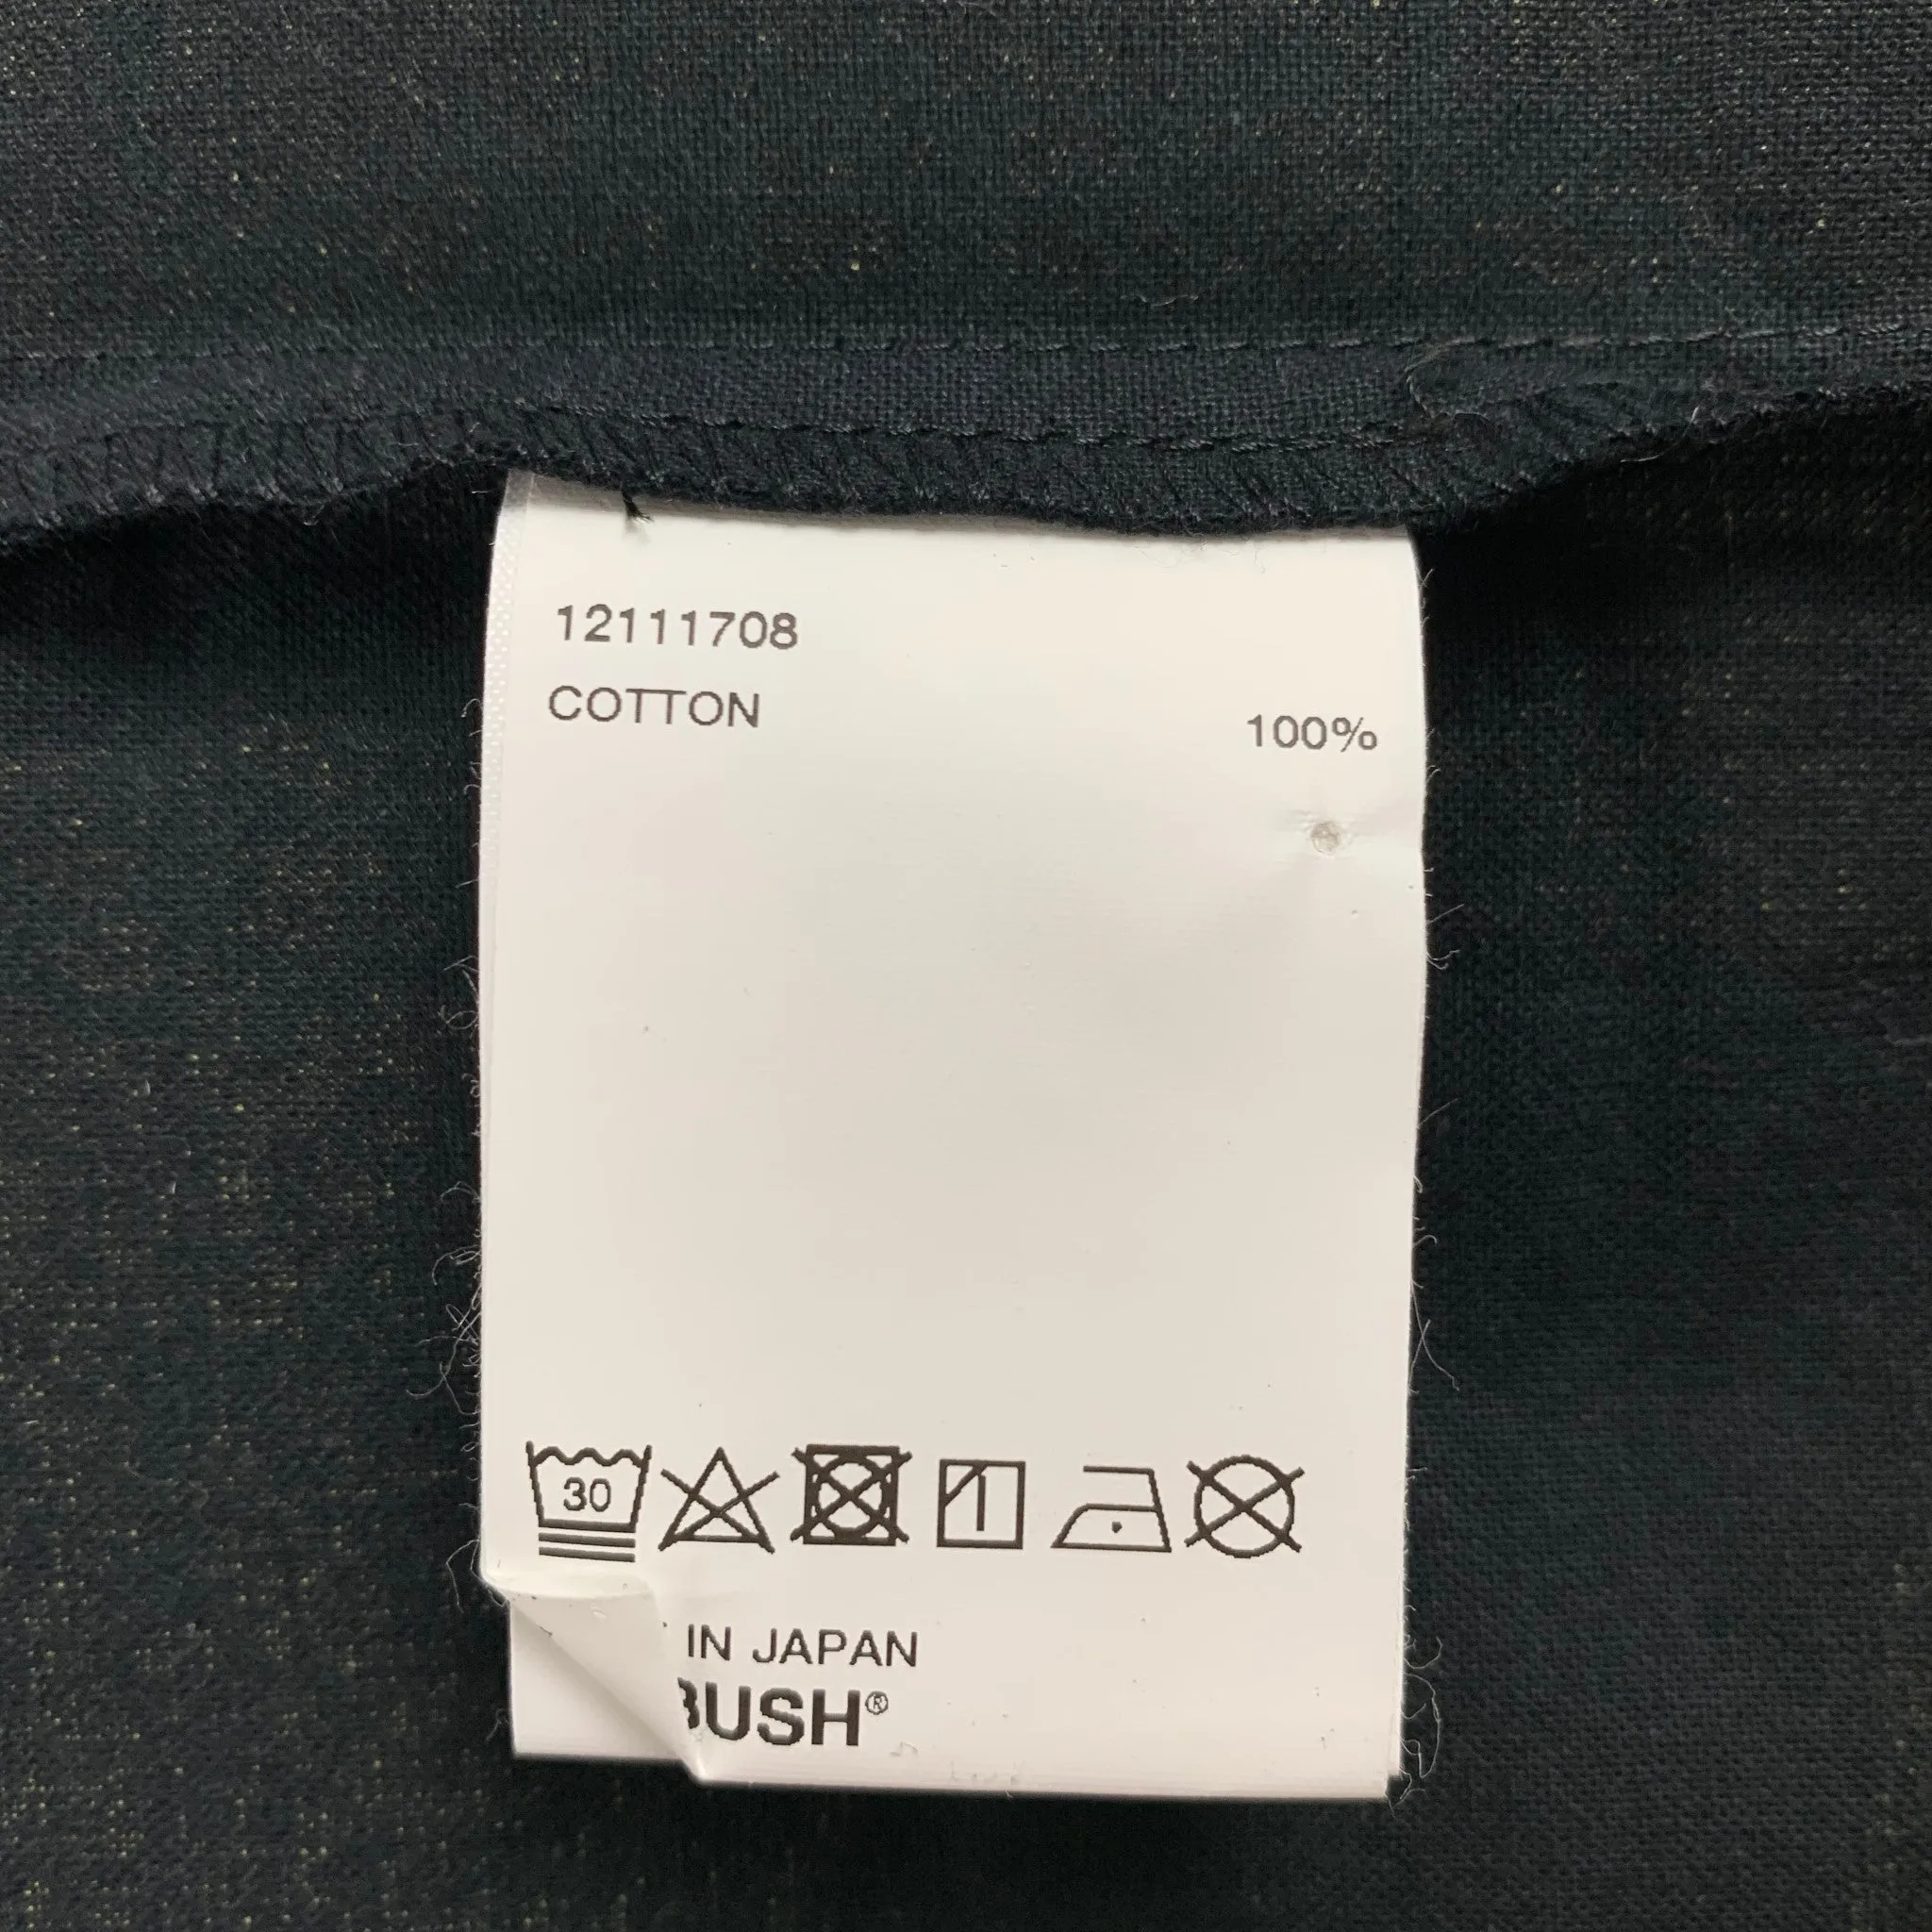 12111708
COTTON 100%
30
IN JAPAN
BUSH®